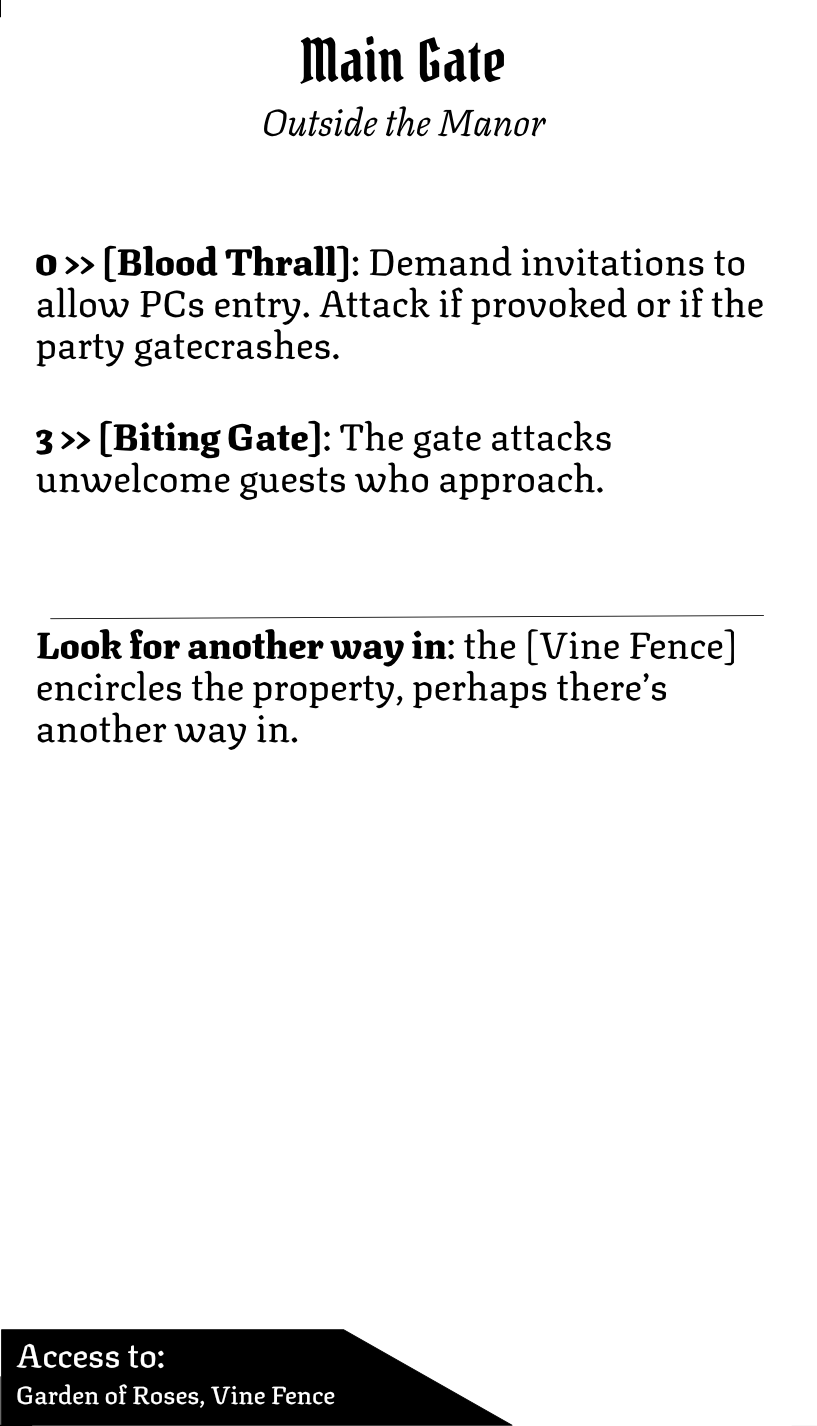 Main Gate
Outside the Manor
0 >> [Blood Thrall]: Demand invitations to
allow PCs entry. Attack if provoked or if the
party gatecrashes.
3 >> [Biting Gate]: The gate attacks
unwelcome guests who approach.
Look for another way in: the [Vine Fence]
encircles the property, perhaps there’s
another way in.
Access to:
Garden of Roses, Vine Fence